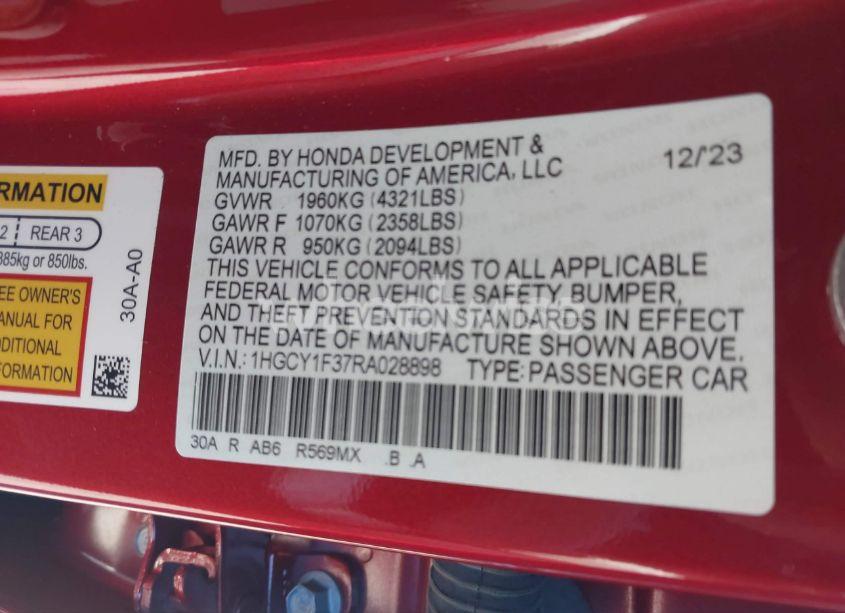 RMATION
2 REAR 3
385kg or 850lbs.
EE OWNER'S
ANUAL FOR
DDITIONAL
FORMATION
30A-A0
MFD. BY HONDA DEVELOPMENT &
MANUFACTURING OF AMERICA, LLC
12/'23
GVWR 1960KG (4321LBS)
GAWR F 1070KG (2358LBS)
GAWR R 950KG (2094LBS)
THIS VEHICLE CONFORMS TO ALL APPLICABLE
FEDERAL MOTOR VEHICLE SAFETY, BUMPER,
AND THEFT PREVENTION STANDARDS IN EFFECT
ON THE DATE OF MANUFACTURE SHOWN ABOVE.
V.I.N.: 1HGCY1F37RA028898 TYPE: PASSENGER CAR
30A R AB6 R569MX .B .A